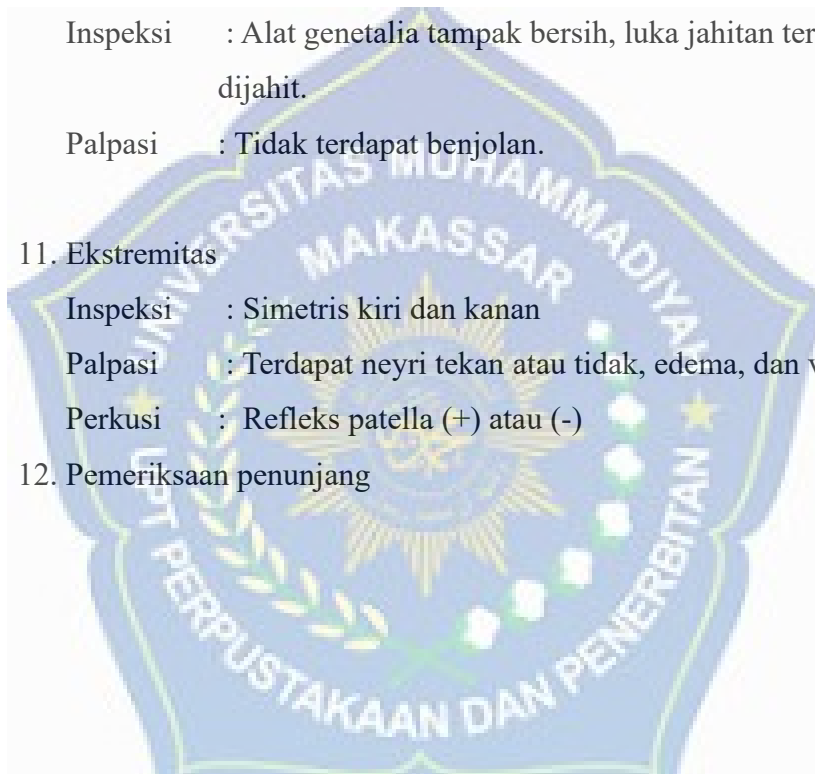 Inspeksi : Alat genetalia tampak bersih, luka jahitan
dijahit.
Palpasi : Tidak terdapat benjolan.
11. Ekstremitas
Inspeksi : Simetris kiri dan kanan
Palpasi : Terdapat neyri tekan atau tidak, edema, dan
Perkusi : Refleks patella (+) atau (-)
12. Pemeriksaan penunjang
UNIVERSITAS MUHAMMADIYAH
MAKASSAR
UPT PERPUSTAKAAN DAN PENERBITAN